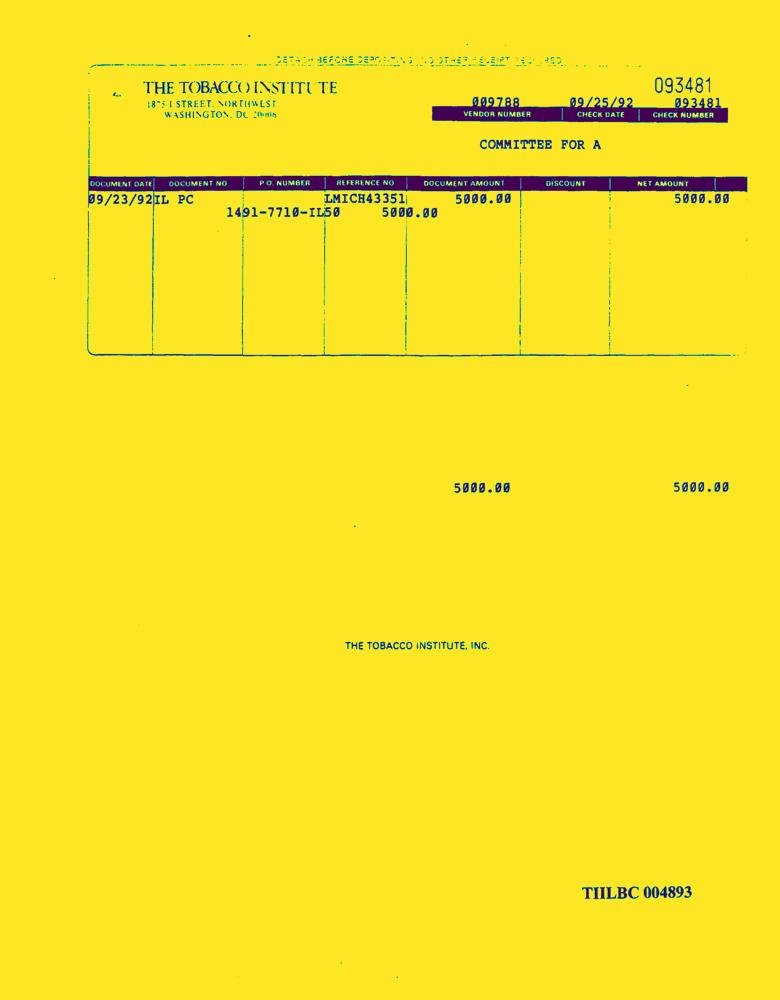 DETACH BEFORE DEPOSITING NO OTHER RECEIPT REQUIRED
093481
THE TOBACCO INSTITUTE
1875 I STREET, NORTHWEST
WASHINGTON, DC 20006
009788 09/25/92 093481
VENDOR NUMBER CHECK DATE CHECK NUMBER
COMMITTEE FOR A
DOCUMENT DATE DOCUMENT NO P.O. NUMBER REFERENCE NO DOCUMENT AMOUNT DISCOUNT NET AMOUNT
09/23/92 IL PC LMICH43351 5000.00 5000.00
1491-7710-IL50 5000.00
5000.00 5000.00
THE TOBACCO INSTITUTE, INC.
TIILBC 004893